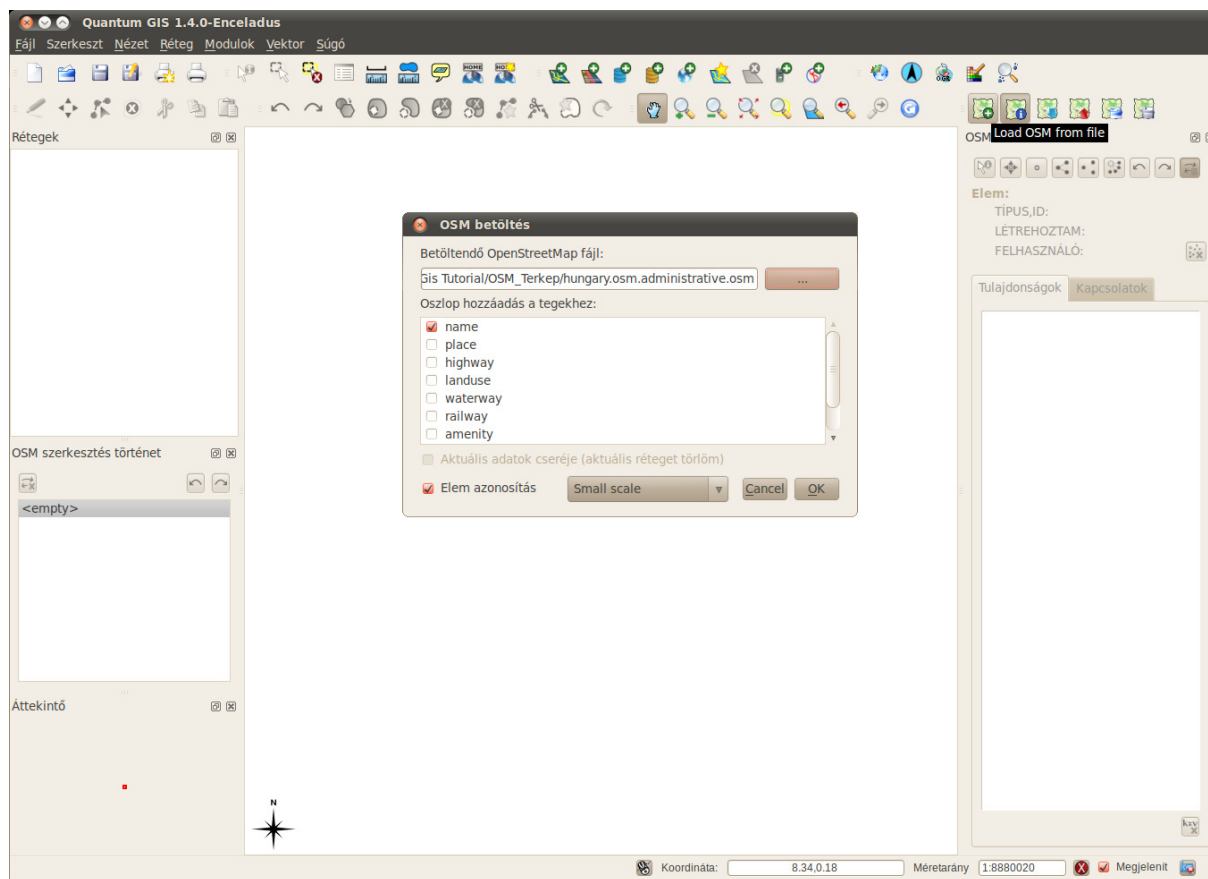 Quantum GIS 1.4.0-Enceladus
Fájl Szerkeszt Nézet Réteg Modulok Vektor Súgó
Load OSM from file
Rétegek
OSM
Elem:
TÍPUS,ID:
LÉTREHOZTAM:
FELHASZNÁLÓ:
Tulajdonságok Kapcsolatok
OSM betöltés
Betöltendő OpenStreetMap fájl:
Gis Tutorial/OSM_Terkep/hungary.osm.administrative.osm ...
Oszlop hozzáadás a tegekhez:
name
place
highway
landuse
waterway
railway
amenity
Aktuális adatok cseréje (aktuális réteget törlöm)
Elem azonosítás Small scale Cancel OK
OSM szerkesztés történet
<empty>
Áttekintő
N
Koordináta: 8.34,0.18 Méretarány 1:8880020 Megjelenít